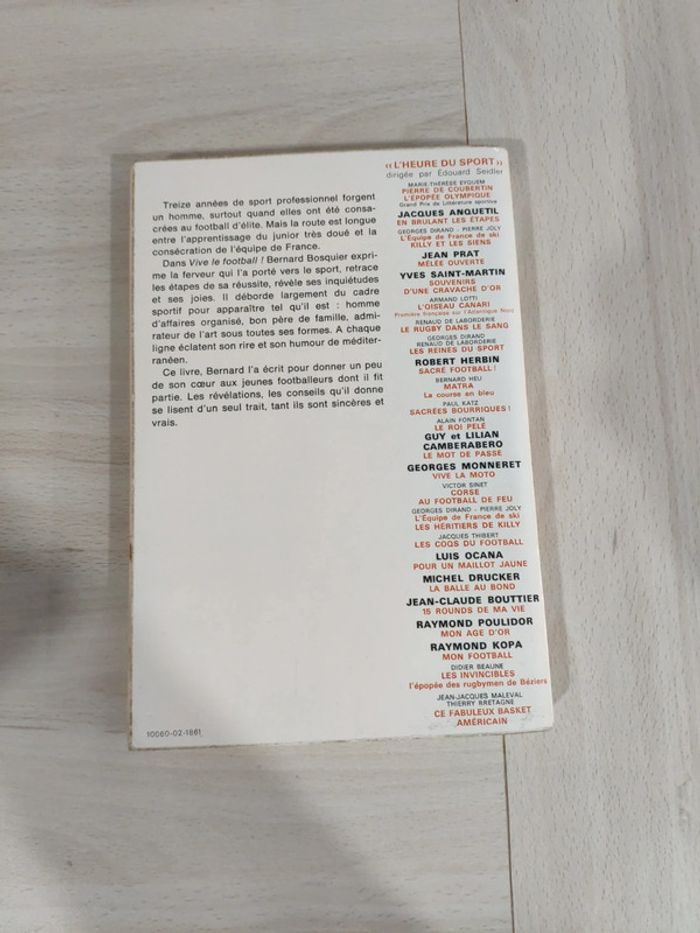 Treize années de sport professionnel forgent
un homme, surtout quand elles ont été consa-
crées au football d'élite. Mais la route est longue
entre l'apprentissage du junior très doué et la
consécration de l'équipe de France.
Dans Vive le football ! Bernard Bosquier expri-
me la ferveur qui l'a porté vers le sport, retrace
les étapes de sa réussite, révèle ses inquiétudes
et ses joies. Il déborde largement du cadre
sportif pour apparaître tel qu'il est : homme
d'affaires organisé, bon père de famille, admi-
rateur de l'art sous toutes ses formes. A chaque
ligne éclatent son rire et son humour de méditer-
ranéen.
Ce livre, Bernard l'a écrit pour donner un peu
de son cœur aux jeunes footballeurs dont il fit
partie. Les révélations, les conseils qu'il donne
se lisent d'un seul trait, tant ils sont sincères et
vrais.
10060-02-1861
« L'HEURE DU SPORT »
dirigée par Édouard Seidler
MARIE-THÉRÈSE EYQUEM
PIERRE DE COUBERTIN
L'ÉPOPÉE OLYMPIQUE
Grand Prix de Littérature sportive
JACQUES ANQUETIL
EN BRULANT LES ÉTAPES
GEORGES DIRAND - PIERRE JOLY
L'Équipe de France de ski
KILLY ET LES SIENS
JEAN PRAT
MÊLÉE OUVERTE
YVES SAINT-MARTIN
SOUVENIRS
D'UNE CRAVACHE D'OR
ARMAND LOTTI
L'OISEAU CANARI
Première française sur l'Atlantique Nord
RENAUD DE LABORDERIE
LE RUGBY DANS LE SANG
GEORGES DIRAND
RENAUD DE LABORDERIE
LES REINES DU SPORT
ROBERT HERBIN
SACRÉ FOOTBALL !
BERNARD HEU
MATRA
La course en bleu
PAUL KATZ
SACRÉES BOURRIQUES !
ALAIN FONTAN
LE ROI PELÉ
GUY et LILIAN
CAMBERABERO
LE MOT DE PASSE
GEORGES MONNERET
VIVE LA MOTO
VICTOR SINET
CORSE
AU FOOTBALL DE FEU
GEORGES DIRAND - PIERRE JOLY
L'Équipe de France de ski
LES HÉRITIERS DE KILLY
JACQUES THIBERT
LES COQS DU FOOTBALL
LUIS OCANA
POUR UN MAILLOT JAUNE
MICHEL DRUCKER
LA BALLE AU BOND
JEAN-CLAUDE BOUTTIER
15 ROUNDS DE MA VIE
RAYMOND POULIDOR
MON AGE D'OR
RAYMOND KOPA
MON FOOTBALL
DIDIER BEAUNE
LES INVINCIBLES
l'épopée des rugbymen de Béziers
JEAN-JACQUES MALEVAL
THIERRY BRETAGNE
CE FABULEUX BASKET
AMÉRICAIN